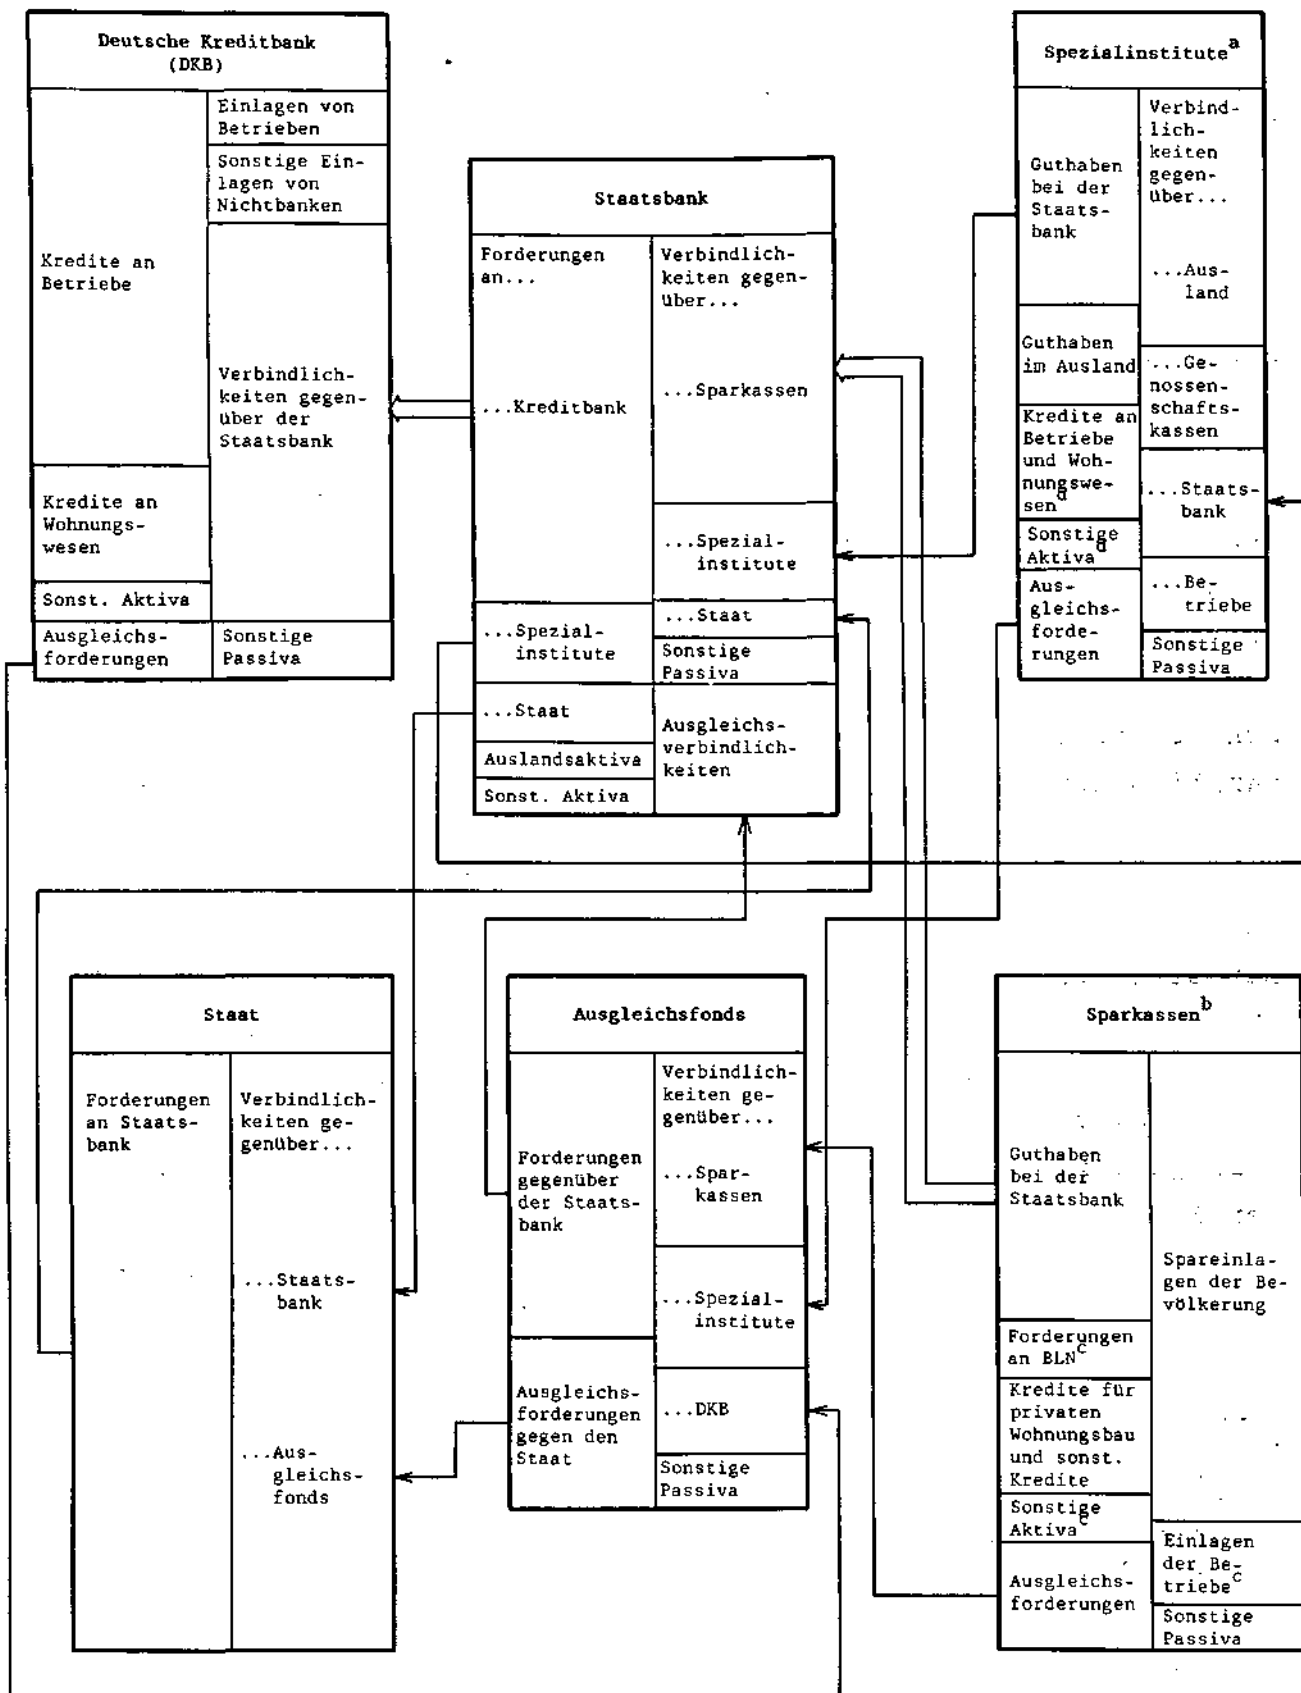 Deutsche Kreditbank
(DKB)
Einlagen von
Betrieben
Sonstige Ein-
lagen von
Nichtbanken
Kredite an
Betriebe
Verbindlich-
keiten gegen-
über der
Staatsbank
Kredite an
Wohnungs-
wesen
Sonst. Aktiva
Ausgleichs-
forderungen
Sonstige
Passiva
Staatsbank
Forderungen
an...
...Kreditbank
...Spezial-
institute
...Staat
Auslandsaktiva
Sonst. Aktiva
Verbindlich-
keiten gegen-
über...
...Sparkassen
...Spezial-
institute
...Staat
Sonstige
Passiva
Ausgleichs-
verbindlich-
keiten
Spezialinstitute a
Guthaben
bei der
Staats-
bank
Guthaben
im Ausland
Kredite an
Betriebe
und Woh-
nungswe-
sen d
Sonstige
Aktiva d
Aus-
gleichs-
forde-
rungen
Verbind-
lich-
keiten
gegen-
über...
...Aus-
land
...Ge-
nossen-
schafts-
kassen
...Staats-
bank
...Be-
triebe
Sonstige
Passiva
Staat
Forderungen
an Staats-
bank
Verbindlich-
keiten ge-
genüber...
...Staats-
bank
...Aus-
gleichs-
fonds
Ausgleichsfonds
Forderungen
gegenüber
der Staats-
bank
Ausgleichs-
forderungen
gegen den
Staat
Verbindlich-
keiten ge-
genüber...
...Spar-
kassen
...Spezial-
institute
...DKB
Sonstige
Passiva
Sparkassen b
Guthaben
bei der
Staatsbank
Forderungen
an BLN c
Kredite für
privaten
Wohnungsbau
und sonst.
Kredite
Sonstige
Aktiva c
Ausgleichs-
forderungen
Spareinla-
gen der Be-
völkerung
Einlagen
der Be-
triebe c
Sonstige
Passiva